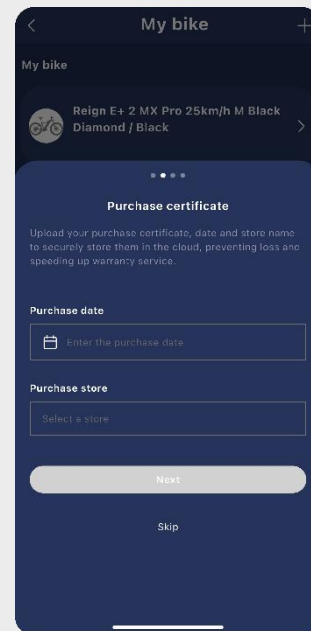 My bike
My bike
Reign E+ 2 MX Pro 25km/h M Black
Diamond / Black
Purchase certificate
Upload your purchase certificate, date and store name
to securely store them in the cloud, preventing loss and
speeding up warranty service.
Purchase date
Enter the purchase date
Purchase store
Select a store
Next
Skip